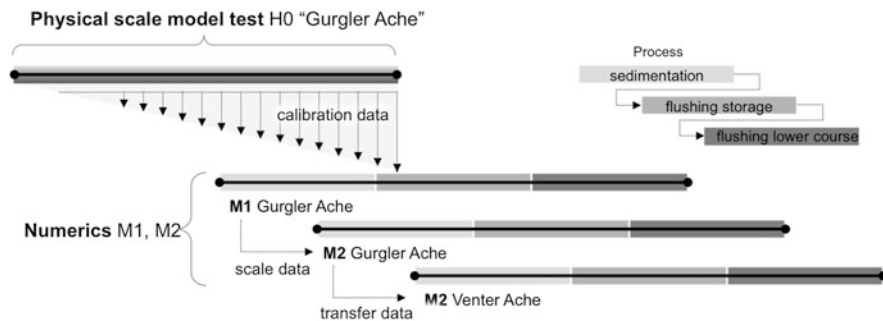 Physical scale model test H0 “Gurgler Ache”
Process
sedimentation
flushing storage
flushing lower course
calibration data
M1 Gurgler Ache
Numerics M1, M2
scale data
M2 Gurgler Ache
transfer data
M2 Venter Ache